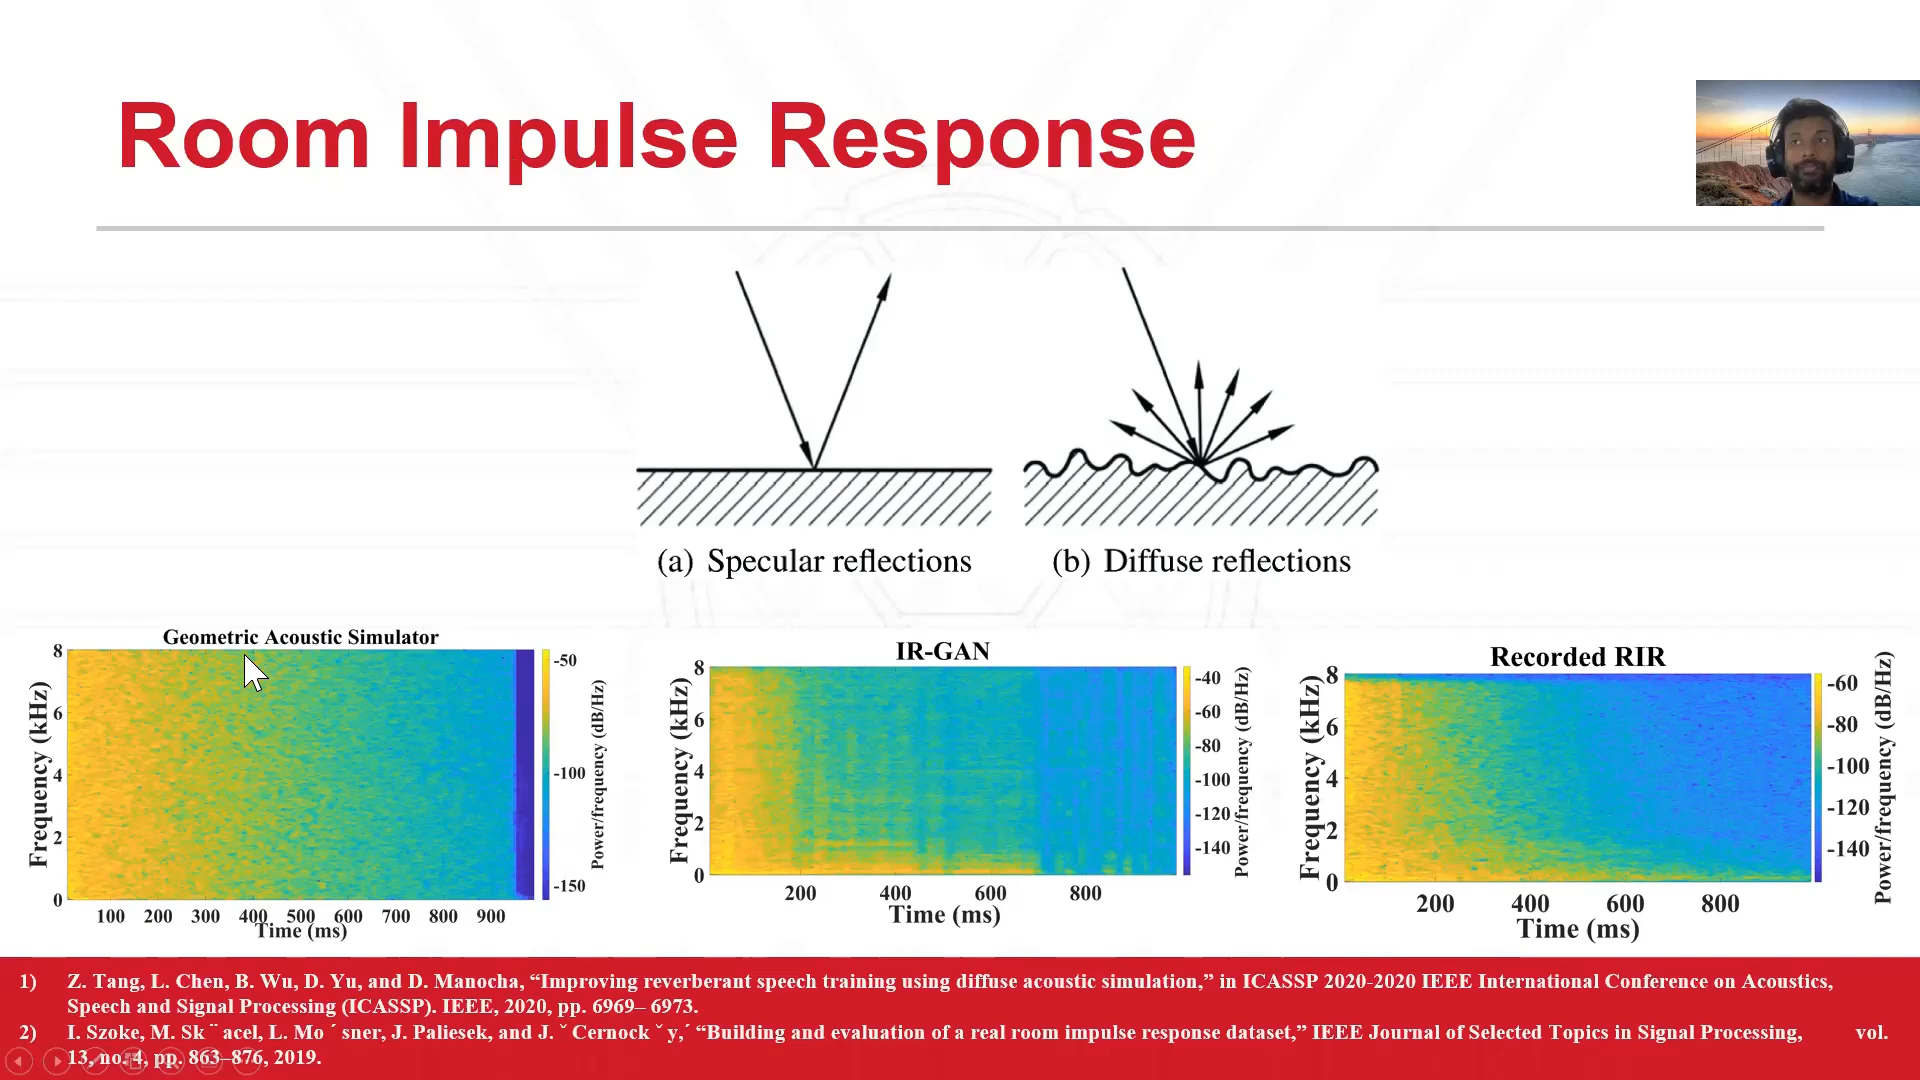 Room Impulse Response
(a) Specular reflections
(b) Diffuse reflections
Geometric Acoustic Simulator
8
6
4
2
0
Frequency (kHz)
100 200 300 400 500 600 700 800 900
Time (ms)
-50
-100
-150
Power/frequency (dB/Hz)
IR-GAN
8
6
4
2
0
Frequency (kHz)
200 400 600 800
Time (ms)
-40
-60
-80
-100
-120
-140
Power/frequency (dB/Hz)
Recorded RIR
8
6
4
2
0
Frequency (kHz)
200 400 600 800
Time (ms)
-60
-80
-100
-120
-140
Power/frequency (dB/Hz)
1) Z. Tang, L. Chen, B. Wu, D. Yu, and D. Manocha, “Improving reverberant speech training using diffuse acoustic simulation,” in ICASSP 2020-2020 IEEE International Conference on Acoustics,
Speech and Signal Processing (ICASSP). IEEE, 2020, pp. 6969– 6973.
2) I. Szoke, M. Sk ¨ acel, L. Mo ´ sner, J. Paliesek, and J. ˇ Cernock ˇ y,´ “Building and evaluation of a real room impulse response dataset,” IEEE Journal of Selected Topics in Signal Processing, vol.
13, no. 4, pp. 863–876, 2019.